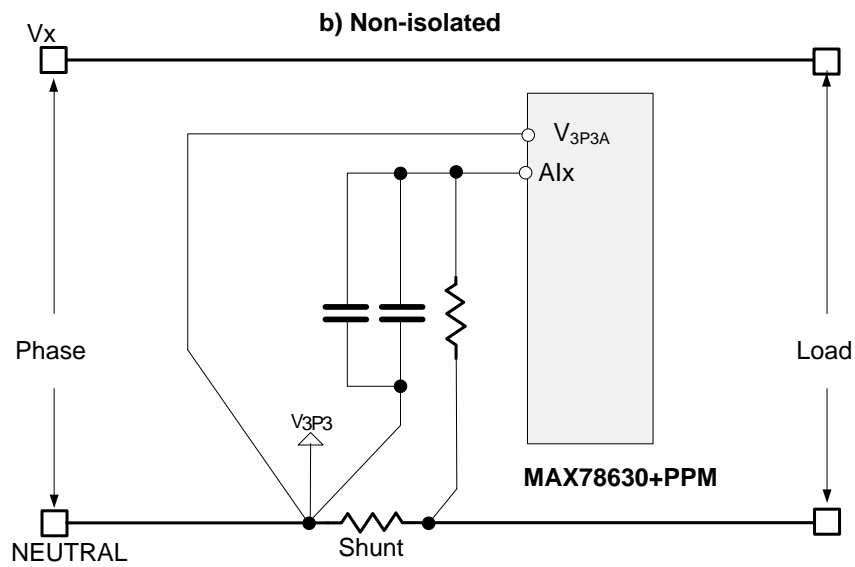 b) Non-isolated
Vx
V3P3A
AIx
Phase
Load
V3P3
MAX78630+PPM
NEUTRAL
Shunt